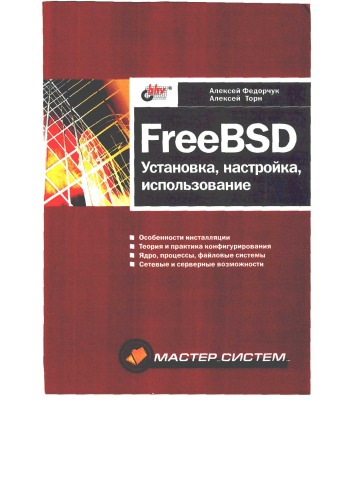 bhv
Алексей Федорчук
Алексей Торн
FreeBSD
Установка, настройка,
использование
Особенности инсталляции
Теория и практика конфигурирования
Ядро, процессы, файловые системы
Сетевые и серверные возможности
МАСТЕР СИСТЕМ